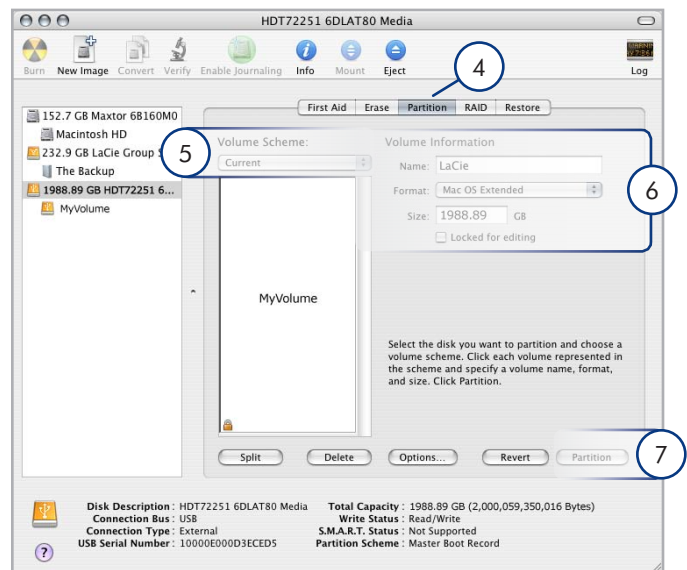 HDT72251 6DLAT80 Media
Burn New Image Convert Verify Enable Journaling Info Mount Eject Log
4
First Aid Erase Partition RAID Restore
152.7 GB Maxtor 6B160M0
Macintosh HD
232.9 GB LaCie Group
The Backup
1988.89 GB HDT72251 6...
MyVolume
5
Volume Scheme:
Current
MyVolume
Volume Information
Name: LaCie
Format: Mac OS Extended
Size: 1988.89 GB
Locked for editing
6
Select the disk you want to partition and choose a
volume scheme. Click each volume represented in
the scheme and specify a volume name, format,
and size. Click Partition.
Split Delete Options... Revert Partition
7
Disk Description : HDT72251 6DLAT80 Media Total Capacity : 1988.89 GB (2,000,059,350,016 Bytes)
Connection Bus : USB Write Status : Read/Write
Connection Type : External S.M.A.R.T. Status : Not Supported
USB Serial Number : 10000E000D3ECED5 Partition Scheme : Master Boot Record
?